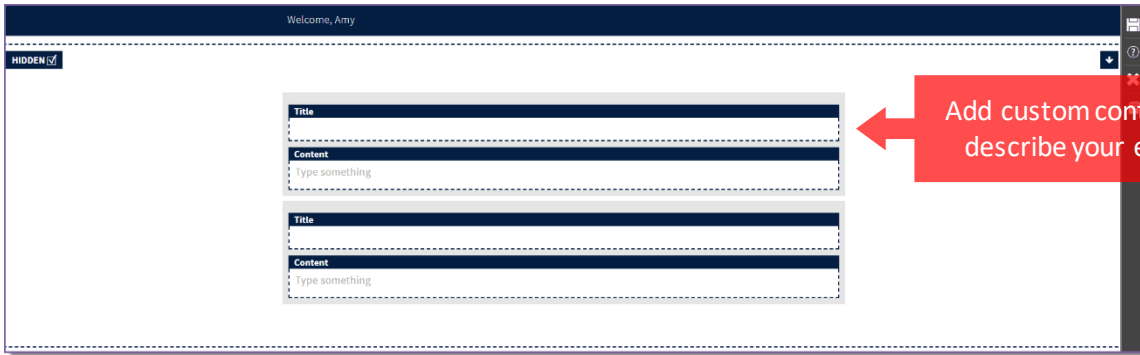 Welcome, Amy
HIDDEN
Title
Add custom con
describe your
Content
Type something
Title
Content
Type something